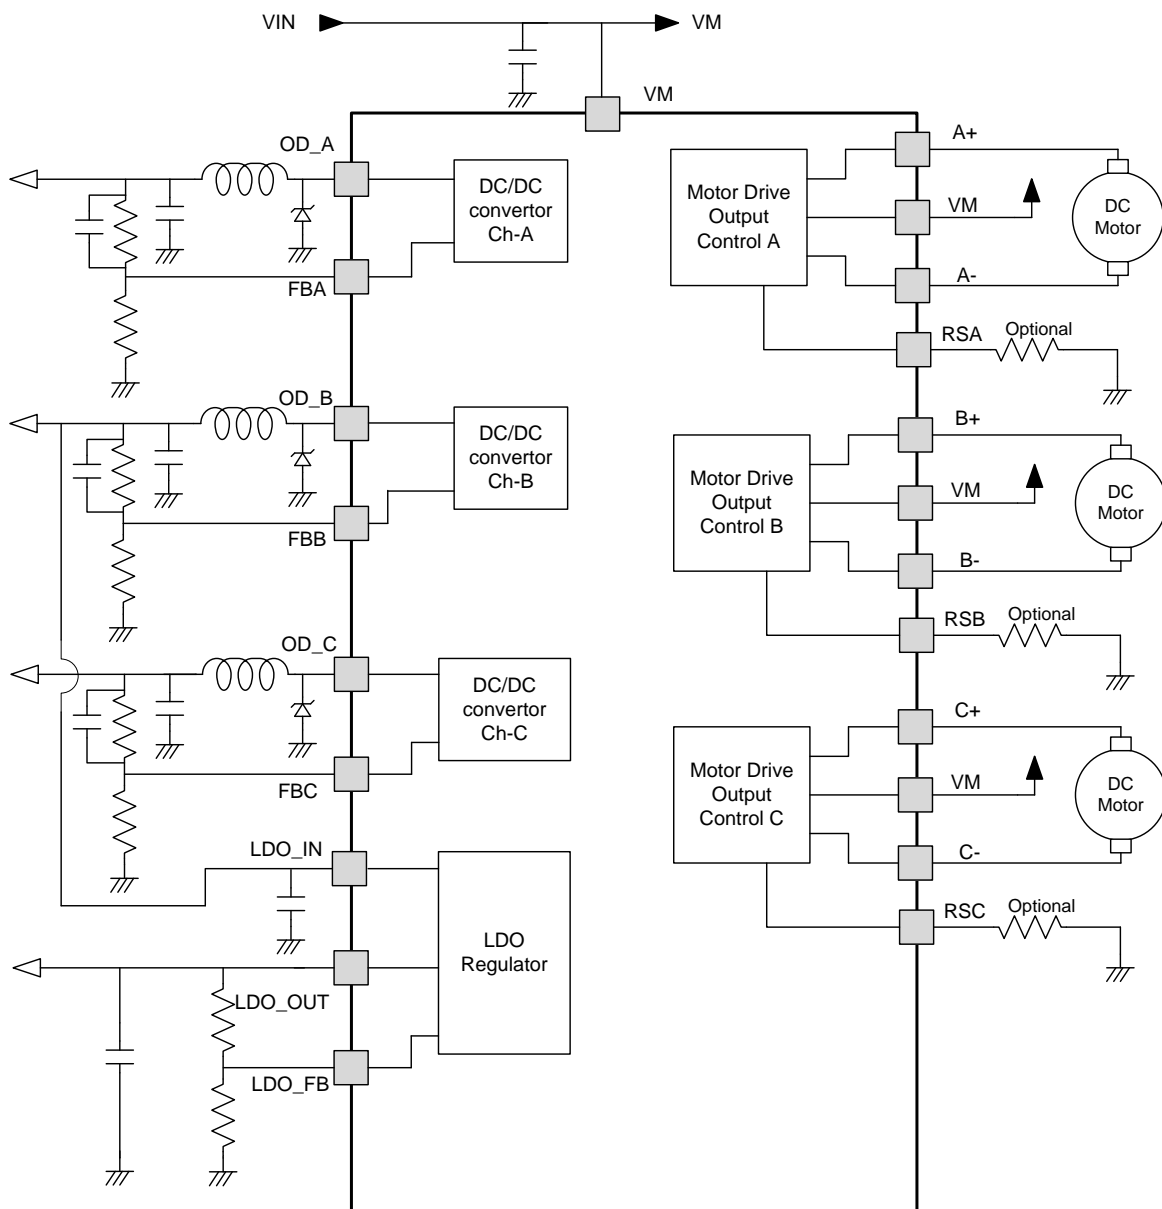 VIN
VM
VM
OD_A
DC/DC
convertor
Ch-A
FBA
OD_B
DC/DC
convertor
Ch-B
FBB
OD_C
DC/DC
convertor
Ch-C
FBC
LDO_IN
LDO
Regulator
LDO_OUT
LDO_FB
Motor Drive
Output
Control A
A+
VM
A-
RSA
Optional
DC
Motor
Motor Drive
Output
Control B
B+
VM
B-
RSB
Optional
DC
Motor
Motor Drive
Output
Control C
C+
VM
C-
RSC
Optional
DC
Motor